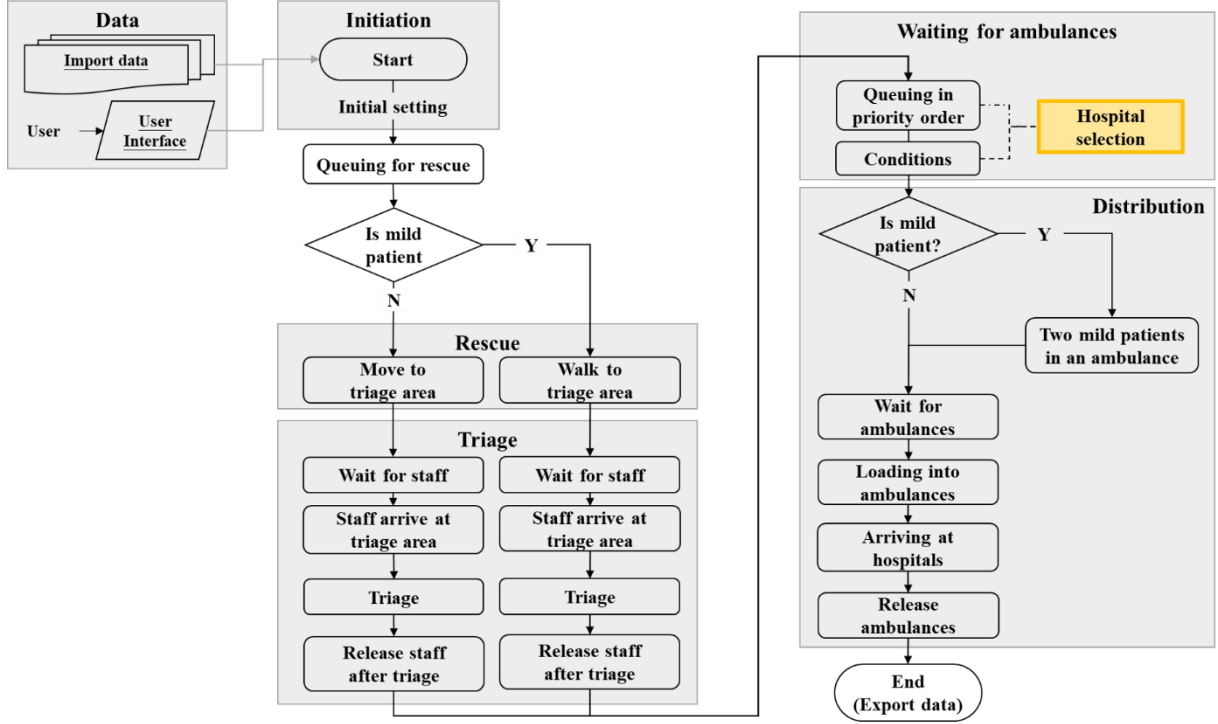 Data
Import data
User
User
Interface
Initiation
Start
Initial setting
Queuing for rescue
Is mild
patient
Y
N
Rescue
Move to
triage area
Walk to
triage area
Triage
Wait for staff
Wait for staff
Staff arrive at
triage area
Staff arrive at
triage area
Triage
Triage
Release staff
after triage
Release staff
after triage
Waiting for ambulances
Queuing in
priority order
Conditions
Hospital
selection
Distribution
Is mild
patient?
Y
N
Two mild patients
in an ambulance
Wait for
ambulances
Loading into
ambulances
Arriving at
hospitals
Release
ambulances
End
(Export data)